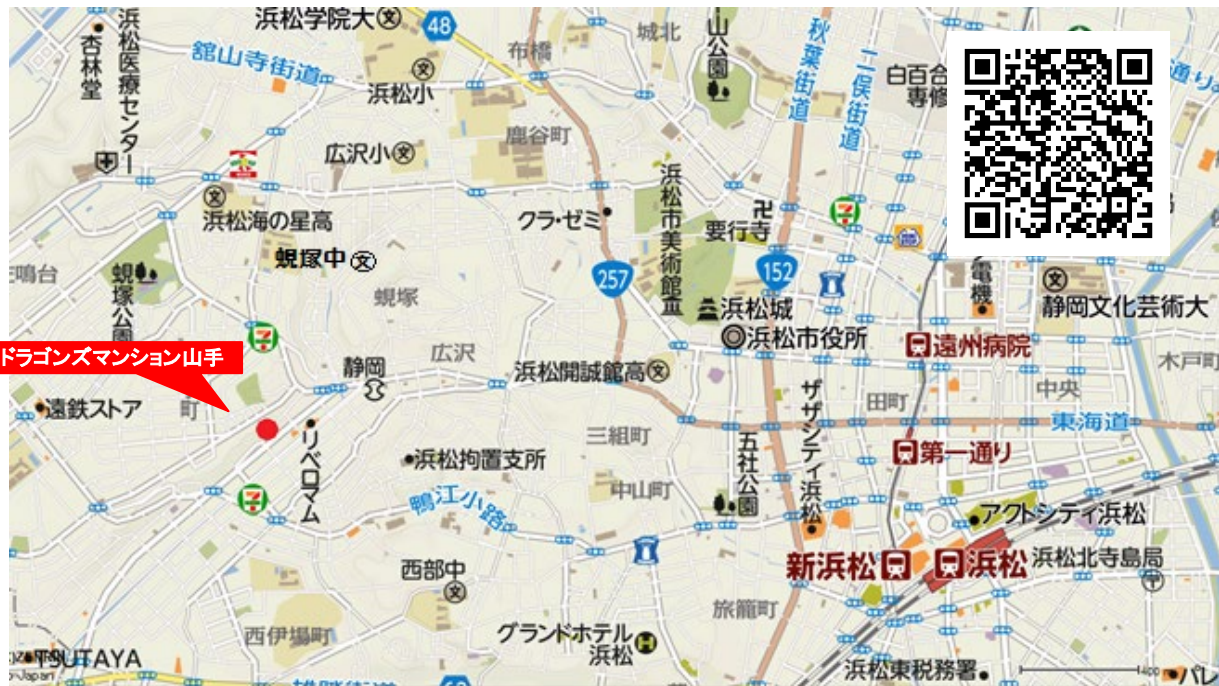 浜松学院大
48
城北
山公園
秋葉街道
二俣街道
浜松医療センター
杏林堂
舘山寺街道
布橋
白百合
専修
通り
浜松小
鹿谷町
広沢小
浜松海の星高
クラ・ゼミ
浜松市美術館
要行寺
蜆塚中
鳴台
蜆塚公園
257
152
電機
蜆塚
浜松城
静岡文化芸術大
浜松市役所
遠州病院
ドラゴンズマンション山手
静岡
広沢
浜松開誠館高
木戸町
ザザシティ浜松
田町
中央
遠鉄ストア
町
東海道
リベロマム
三組町
五社公園
第一通り
浜松拘置支所
中山町
鴨江小路
アクトシティ浜松
西部中
新浜松
浜松
浜松北寺島局
旅籠町
西伊場町
グランドホテル
浜松
TSUTAYA
浜松東税務署
400
パレ